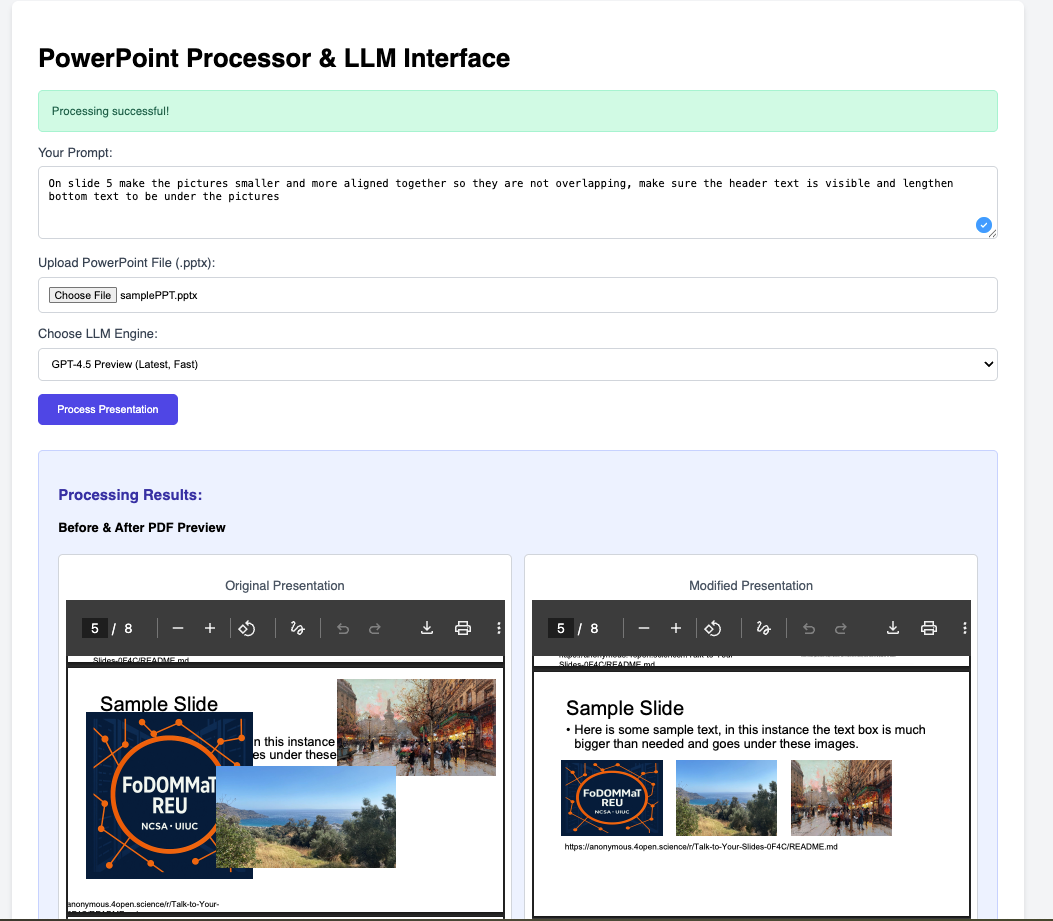 PowerPoint Processor & LLM Interface
Processing successful!
Your Prompt:
On slide 5 make the pictures smaller and more aligned together so they are not overlapping, make sure the header text is visible and lengthen
bottom text to be under the pictures
Upload PowerPoint File (.pptx):
Choose File samplePPT.pptx
Choose LLM Engine:
GPT-4.5 Preview (Latest, Fast)
Process Presentation
Processing Results:
Before & After PDF Preview
Original Presentation
5 / 8
Slides-0F4C/README.md
Sample Slide
n this instance
es under these
FoDOMMaT
REU
NCSA · UIUC
anonymous.4open.science/r/Talk-to-Your-
Modified Presentation
5 / 8
Slides-0F4C/README.md
Sample Slide
• Here is some sample text, in this instance the text box is much
bigger than needed and goes under these images.
FoDOMMaT
REU
NCSA · UIUC
https://anonymous.4open.science/r/Talk-to-Your-Slides-0F4C/README.md